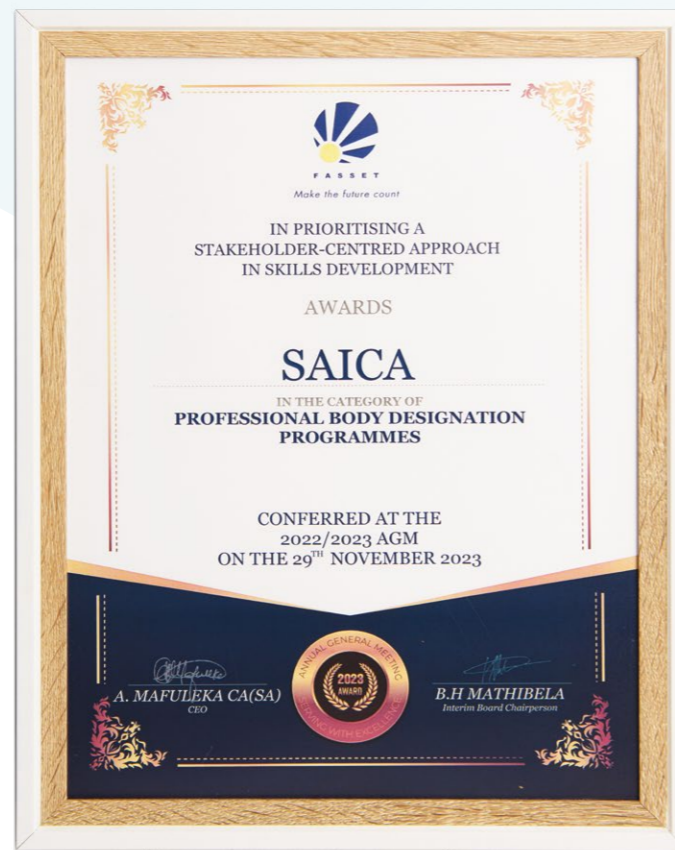 FASSET
Make the future count
IN PRIORITISING A
STAKEHOLDER-CENTRED APPROACH
IN SKILLS DEVELOPMENT
AWARDS
SAICA
IN THE CATEGORY OF
PROFESSIONAL BODY DESIGNATION
PROGRAMMES
CONFERRED AT THE
2022/2023 AGM
ON THE 29TH NOVEMBER 2023
ANNUAL GENERAL MEETING
2023
AWARD
WITH EXCELLENCE
A. MAFULEKA CA(SA)
CEO
B.H MATHIBELA
Interim Board Chairperson